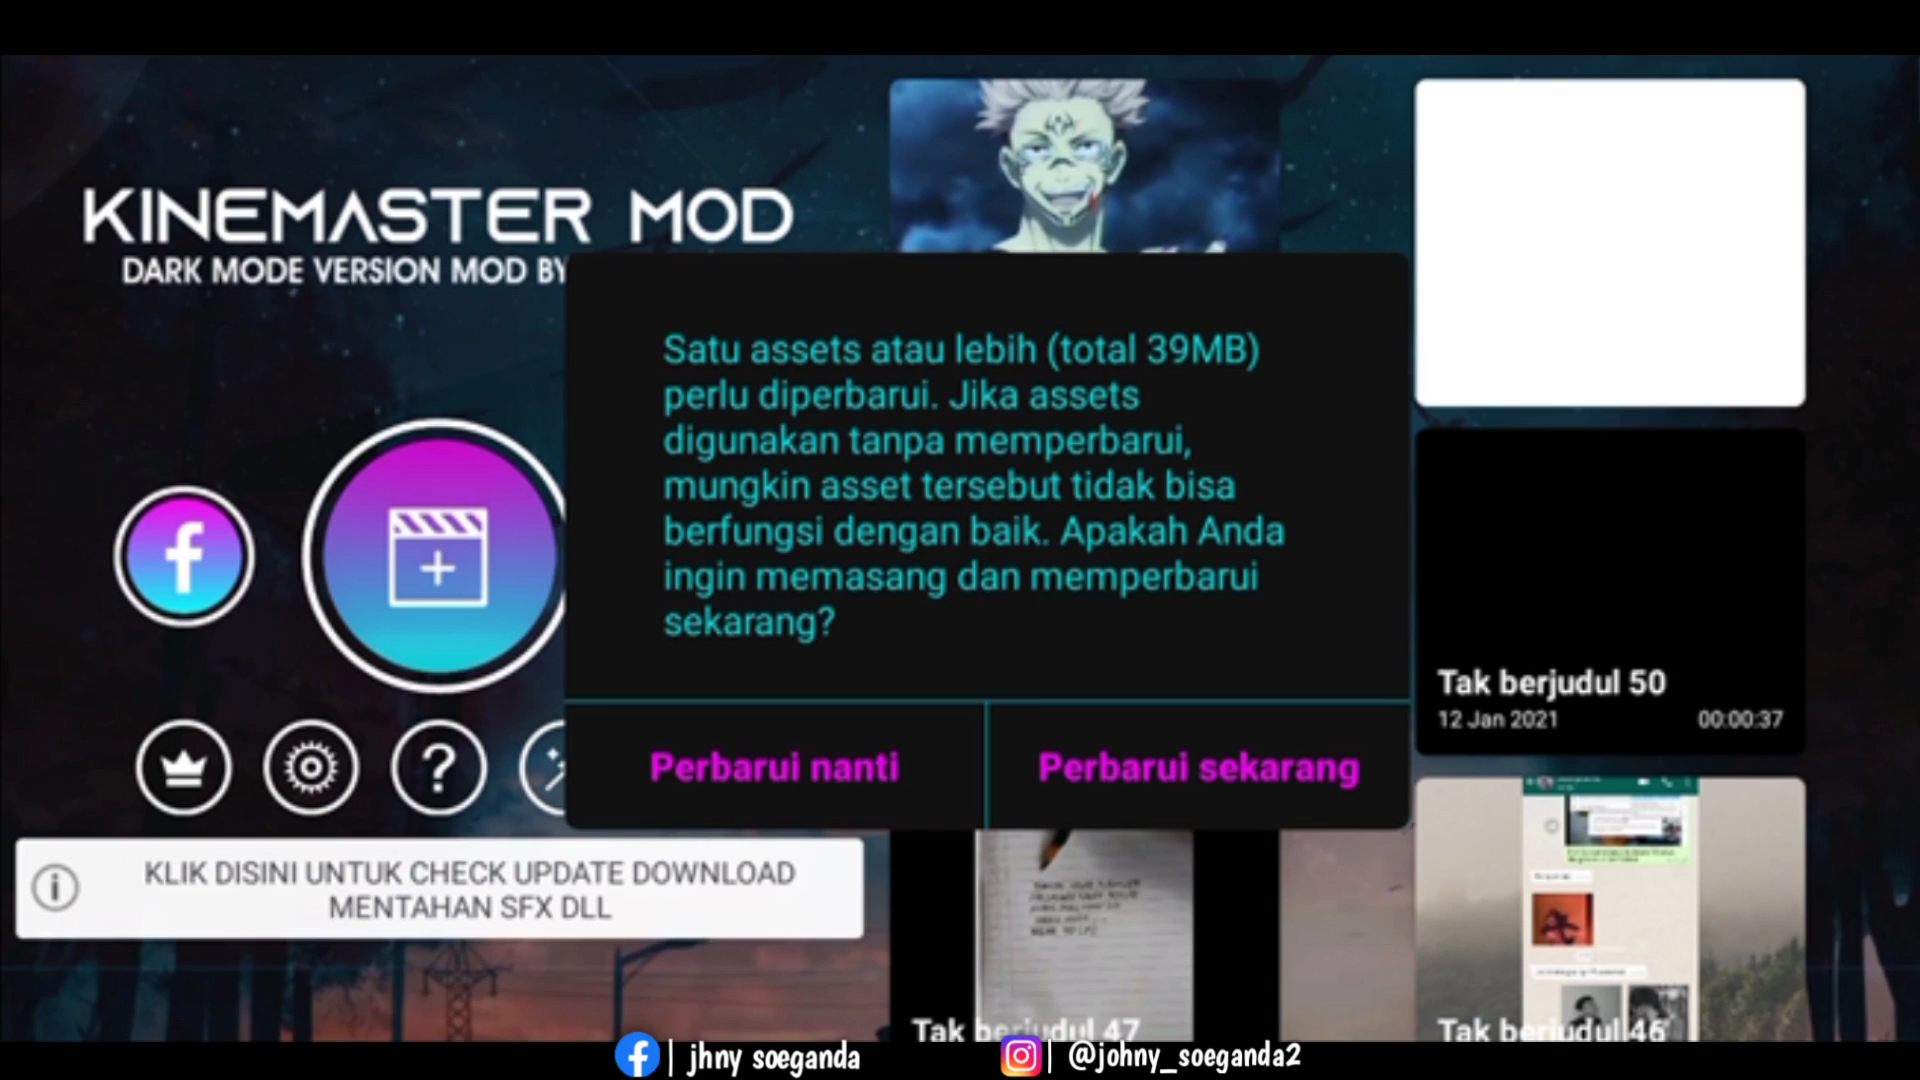 KINEMASTER MOD
DARK MODE VERSION MOD BY
Satu assets atau lebih (total 39MB)
perlu diperbarui. Jika assets
digunakan tanpa memperbarui,
mungkin asset tersebut tidak bisa
berfungsi dengan baik. Apakah Anda
ingin memasang dan memperbarui
sekarang?
Perbarui nanti
Perbarui sekarang
KLIK DISINI UNTUK CHECK UPDATE DOWNLOAD
MENTAHAN SFX DLL
Tak berjudul 50
12 Jan 2021 00:00:37
Tak berjudul 47
Tak berjudul 46
| jhny soeganda
| @johny_soeganda2